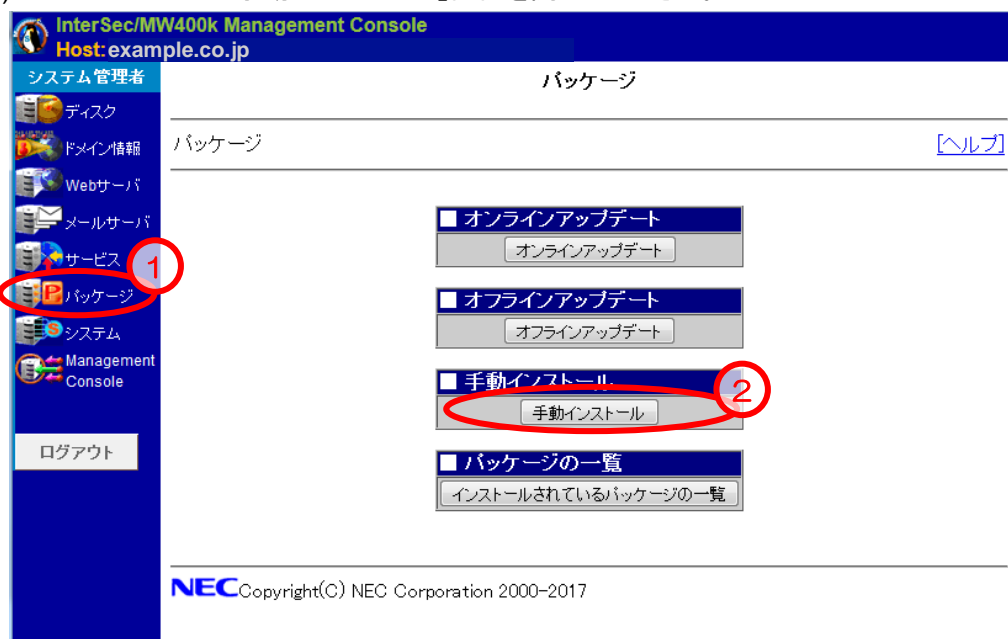 InterSec/MW400k Management Console
Host:example.co.jp
システム管理者
ディスク
ドメイン情報
Webサーバ
メールサーバ
サービス
1
パッケージ
システム
Management
Console
ログアウト
パッケージ
パッケージ
[ヘルプ]
■ オンラインアップデート
オンラインアップデート
■ オフラインアップデート
オフラインアップデート
■ 手動インストール
2
手動インストール
■ パッケージの一覧
インストールされているパッケージの一覧
NEC Copyright(C) NEC Corporation 2000-2017